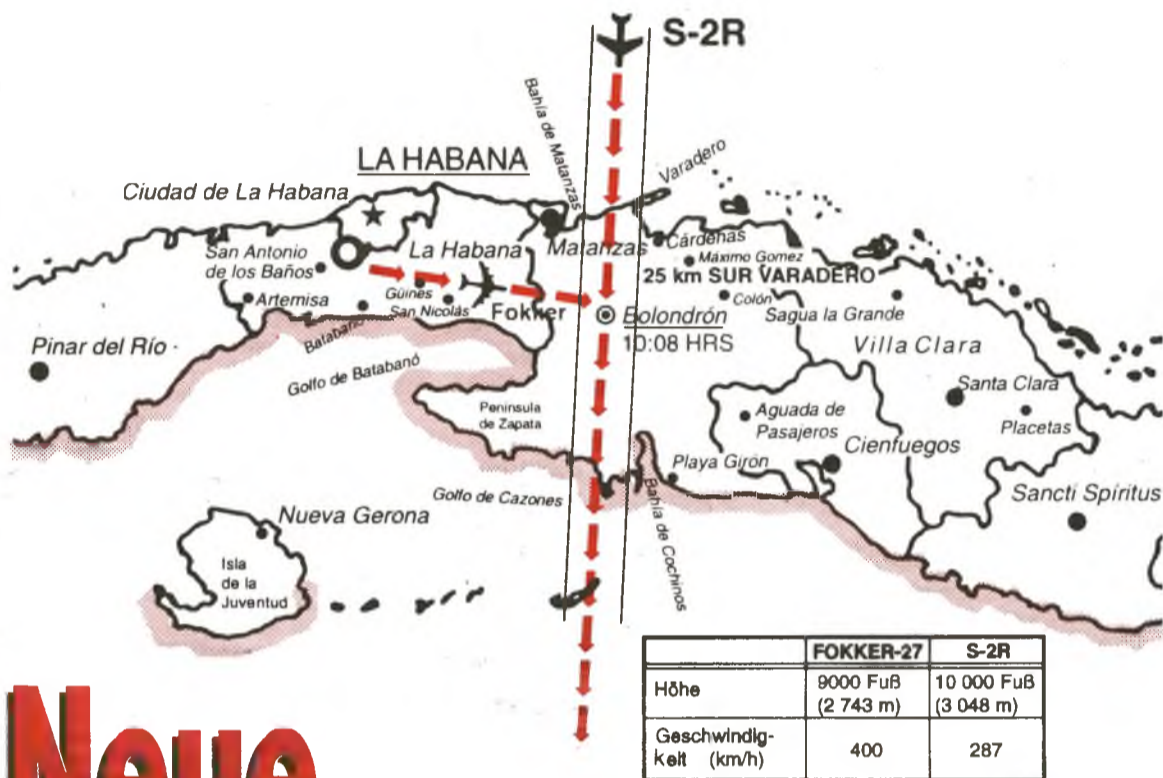 S-2R
Bahía de Matanzas
Varadero
LA HABANA
Ciudad de La Habana
San Antonio
de los Baños
La Habana
Matanzas
Cárdenas
Máximo Gomez
25 km SUR VARADERO
Artemisa
Güines
San Nicolás
Fokker
Colón
Bolondrón
10:08 HRS
Sagua la Grande
Batabanó
Pinar del Río
Golfo de Batabanó
Villa Clara
Peninsula
de Zapata
Santa Clara
Aguada de
Pasajeros
Placetas
Cienfuegos
Playa Girón
Golfo de Cazones
Bahía de Cochinos
Sancti Spíritus
Nueva Gerona
Isla
de la
Juventud
FOKKER-27 S-2R
Höhe 9000 Fuß 10 000 Fuß
(2 743 m) (3 048 m)
Geschwindig-
keit (km/h) 400 287
Neue